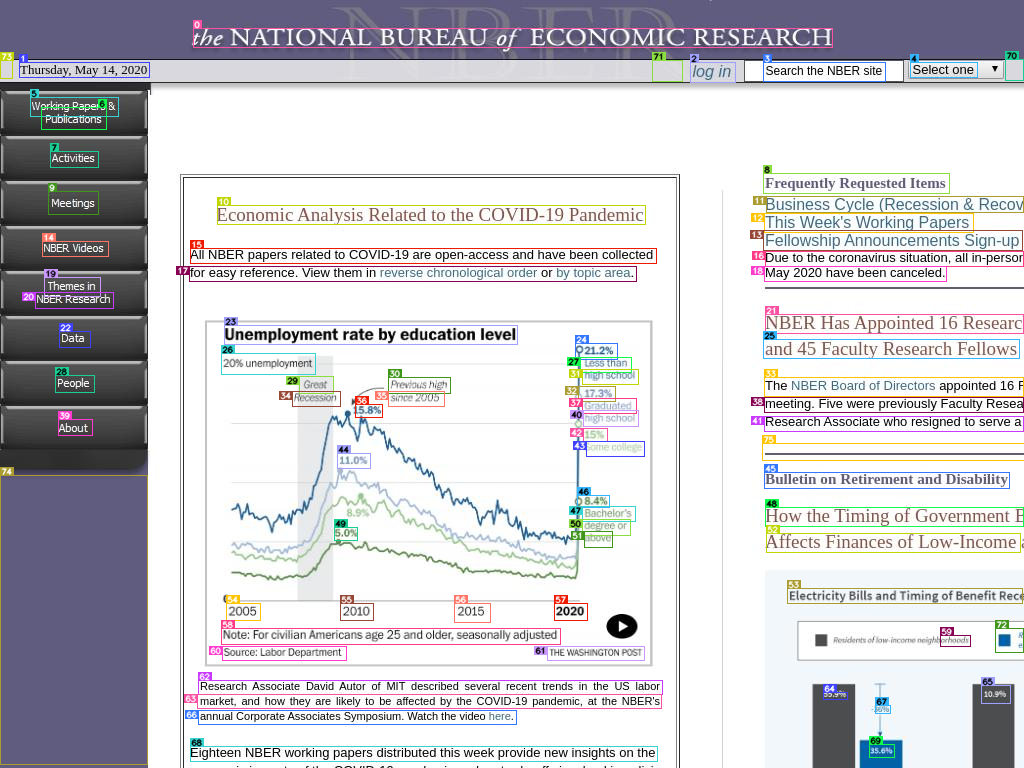 the NATIONAL BUREAU of ECONOMIC RESEARCH
Thursday, May 14, 2020
log in
Search the NBER site
Select one
Working Papers &
Publications
Activities
Meetings
NBER Videos
Themes in
NBER Research
Data
People
About
Economic Analysis Related to the COVID-19 Pandemic
All NBER papers related to COVID-19 are open-access and have been collected
for easy reference. View them in reverse chronological order or by topic area.
Unemployment rate by education level
20% unemployment
Great
Recession
Previous high
since 2005
15.8%
11.0%
8.9%
5.0%
21.2%
Less than
high school
17.3%
Graduated
high school
15%
Some college
8.4%
Bachelor's
degree or
above
0
2005
2010
2015
2020
Note: For civilian Americans age 25 and older, seasonally adjusted
Source: Labor Department
THE WASHINGTON POST
Research Associate David Autor of MIT described several recent trends in the US labor
market, and how they are likely to be affected by the COVID-19 pandemic, at the NBER's
annual Corporate Associates Symposium. Watch the video here.
Eighteen NBER working papers distributed this week provide new insights on the
Frequently Requested Items
Business Cycle (Recession & Recov
This Week's Working Papers
Fellowship Announcements Sign-up
Due to the coronavirus situation, all in-person
May 2020 have been canceled.
NBER Has Appointed 16 Researc
and 45 Faculty Research Fellows
The NBER Board of Directors appointed 16 F
meeting. Five were previously Faculty Resea
Research Associate who resigned to serve a
Bulletin on Retirement and Disability
How the Timing of Government B
Affects Finances of Low-Income a
Electricity Bills and Timing of Benefit Rece
Residents of low-income neighborhoods
55.9%
-36%
35.6%
10.9%